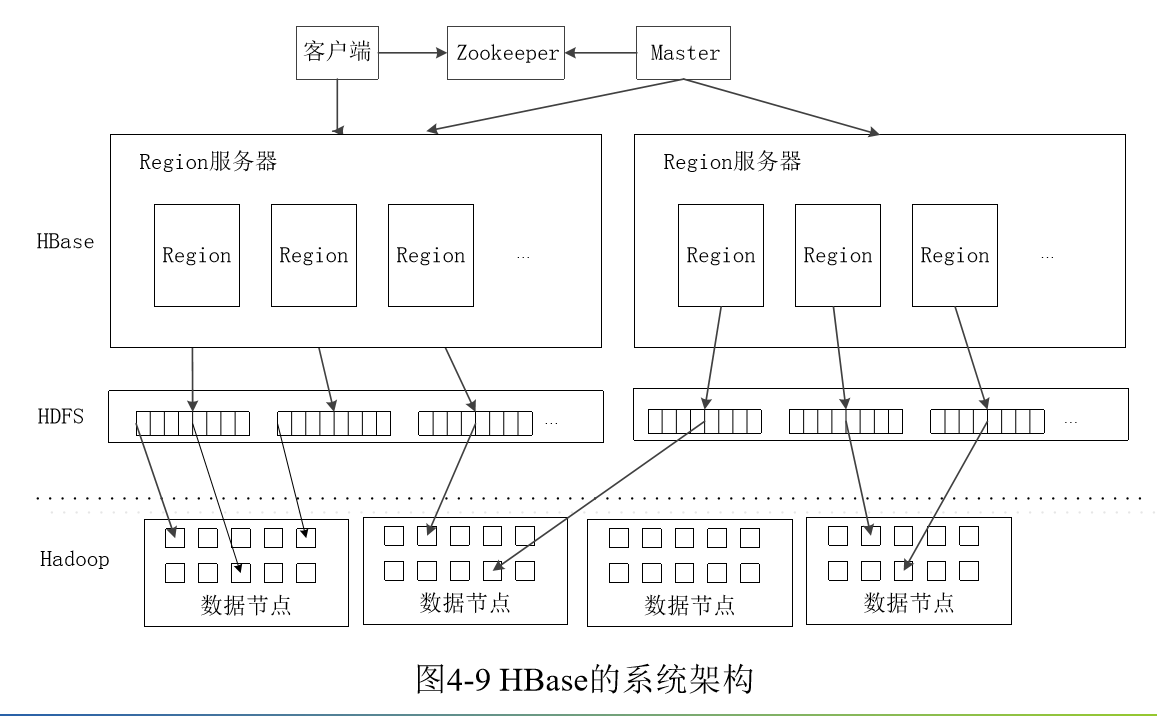 客户端 Zookeeper Master
Region服务器 Region服务器
HBase Region Region Region … Region Region Region …
HDFS … …
Hadoop
数据节点 数据节点 数据节点 数据节点
图4-9 HBase的系统架构